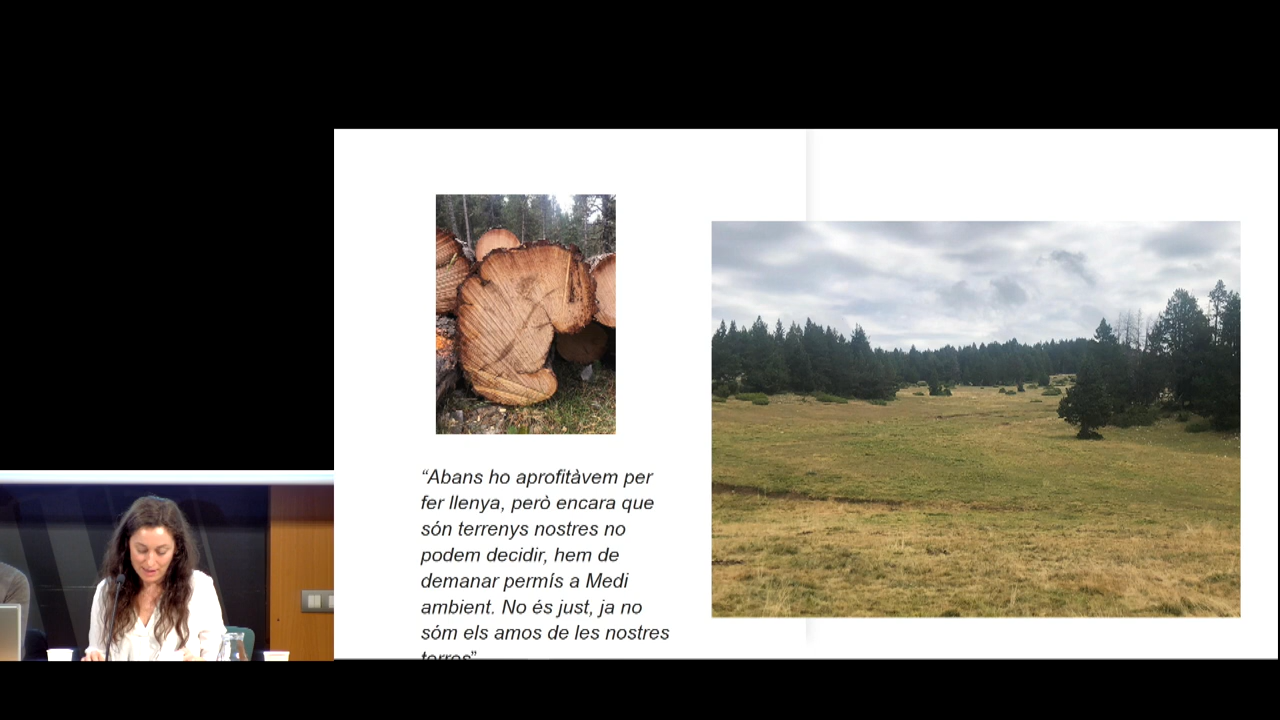 “Abans ho aprofitàvem per
fer llenya, però encara que
són terrenys nostres no
podem decidir, hem de
demanar permís a Medi
ambient. No és just, ja no
sóm els amos de les nostres
terres”